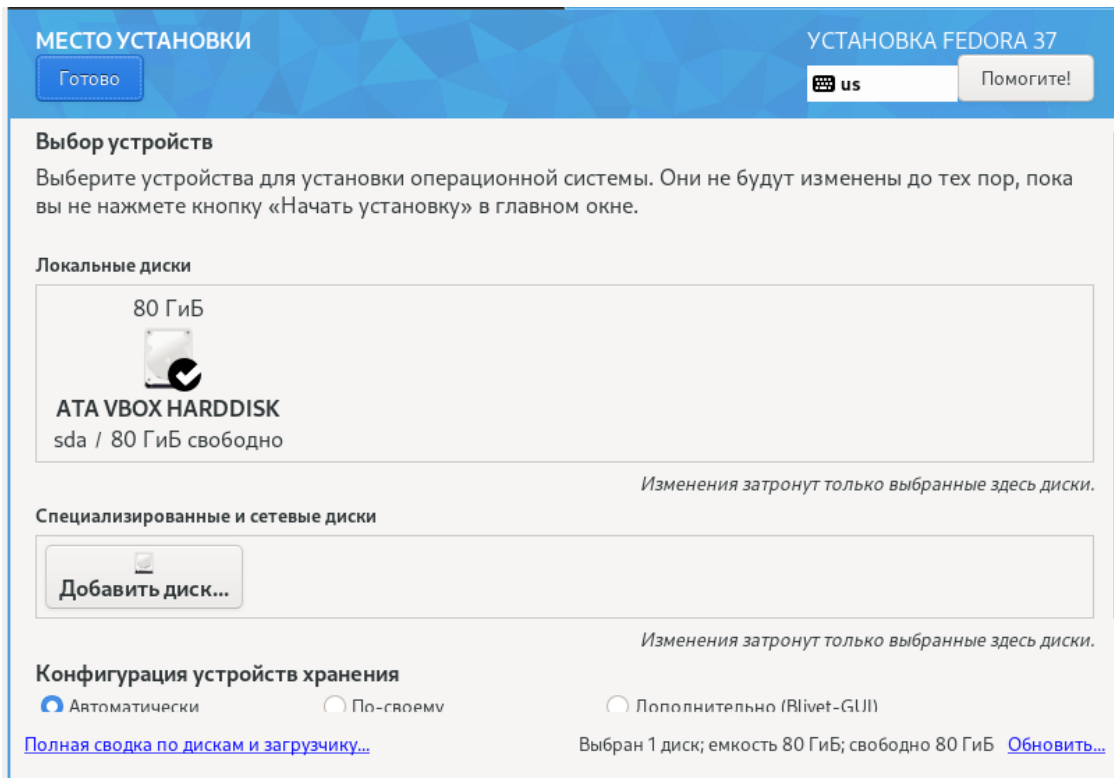 МЕСТО УСТАНОВКИ
УСТАНОВКА FEDORA 37
Готово
us
Помогите!
Выбор устройств
Выберите устройства для установки операционной системы. Они не будут изменены до тех пор, пока
вы не нажмете кнопку «Начать установку» в главном окне.
Локальные диски
80 ГиБ
ATA VBOX HARDDISK
sda / 80 ГиБ свободно
Изменения затронут только выбранные здесь диски.
Специализированные и сетевые диски
Добавить диск...
Изменения затронут только выбранные здесь диски.
Конфигурация устройств хранения
Автоматически
По-своему
Дополнительно (Blivet-GUI)
Полная сводка по дискам и загрузчику...
Выбран 1 диск; емкость 80 ГиБ; свободно 80 ГиБ
Обновить...